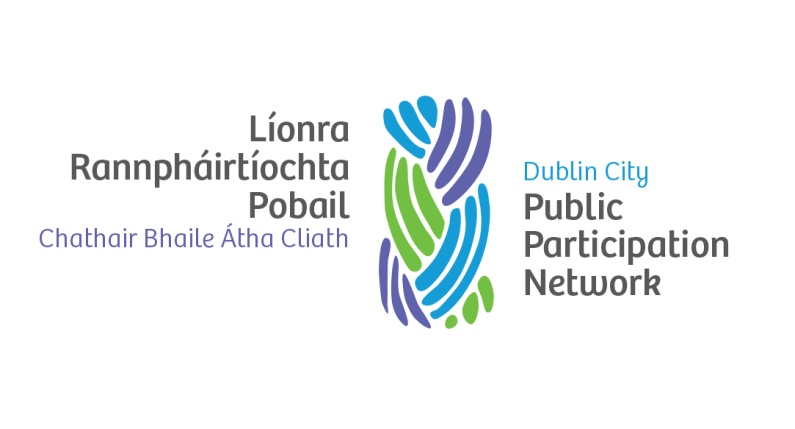 Líonra
Rannpháirtíochta
Pobail
Chathair Bhaile Átha Cliath
Dublin City
Public
Participation
Network